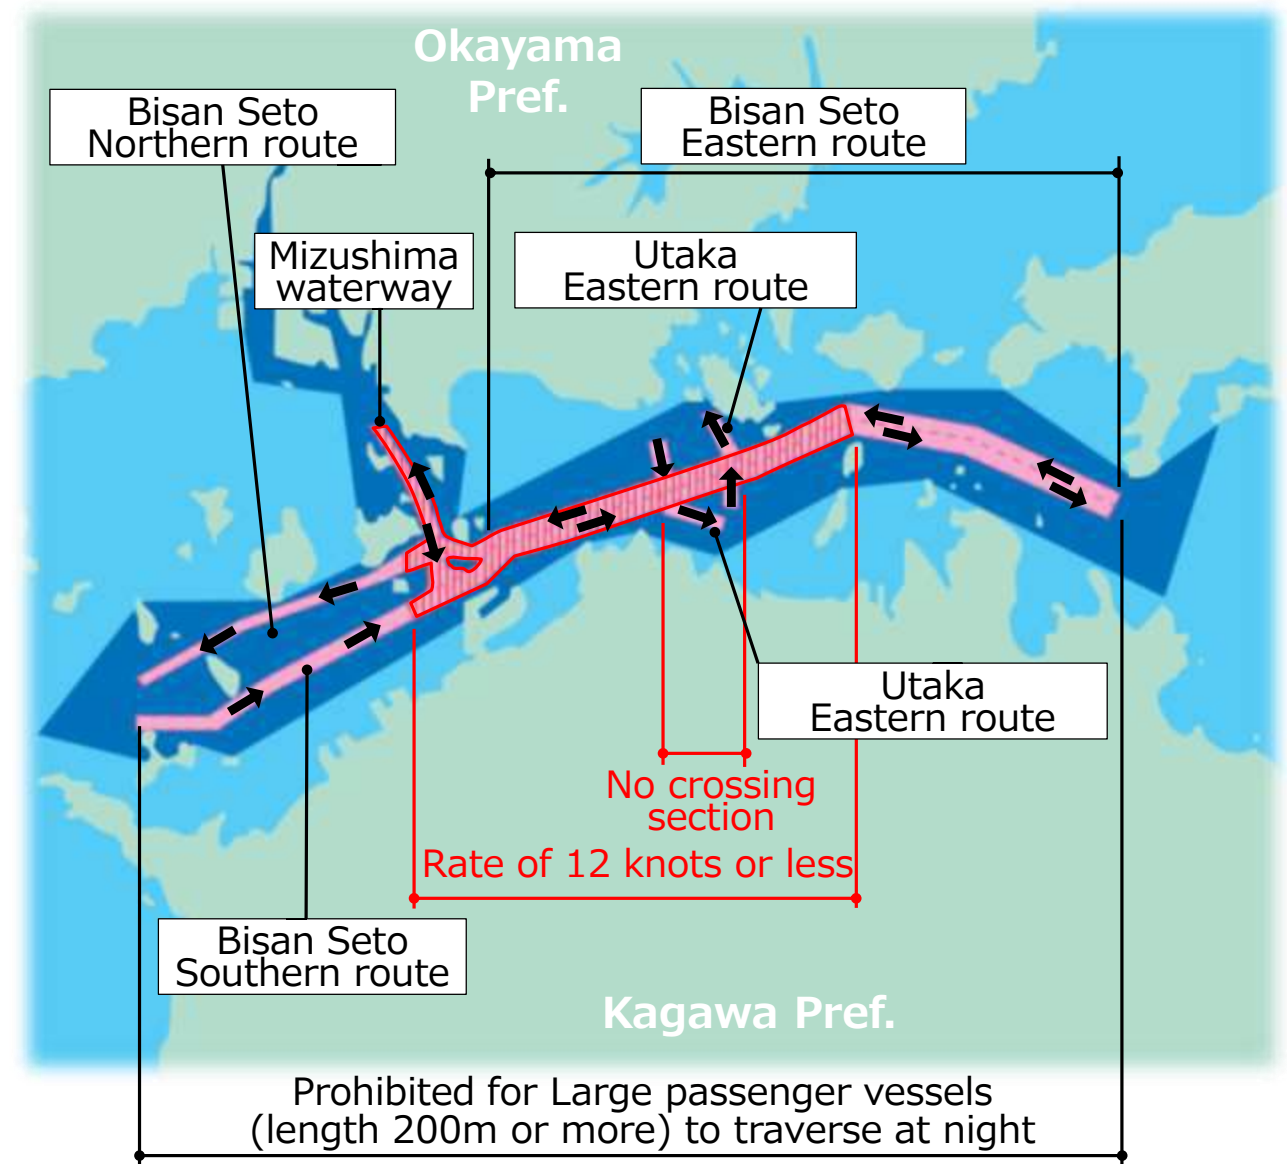 Okayama
Pref.
Bisan Seto
Northern route
Bisan Seto
Eastern route
Mizushima
waterway
Utaka
Eastern route
Utaka
Eastern route
No crossing
section
Rate of 12 knots or less
Bisan Seto
Southern route
Kagawa Pref.
Prohibited for Large passenger vessels
(length 200m or more) to traverse at night